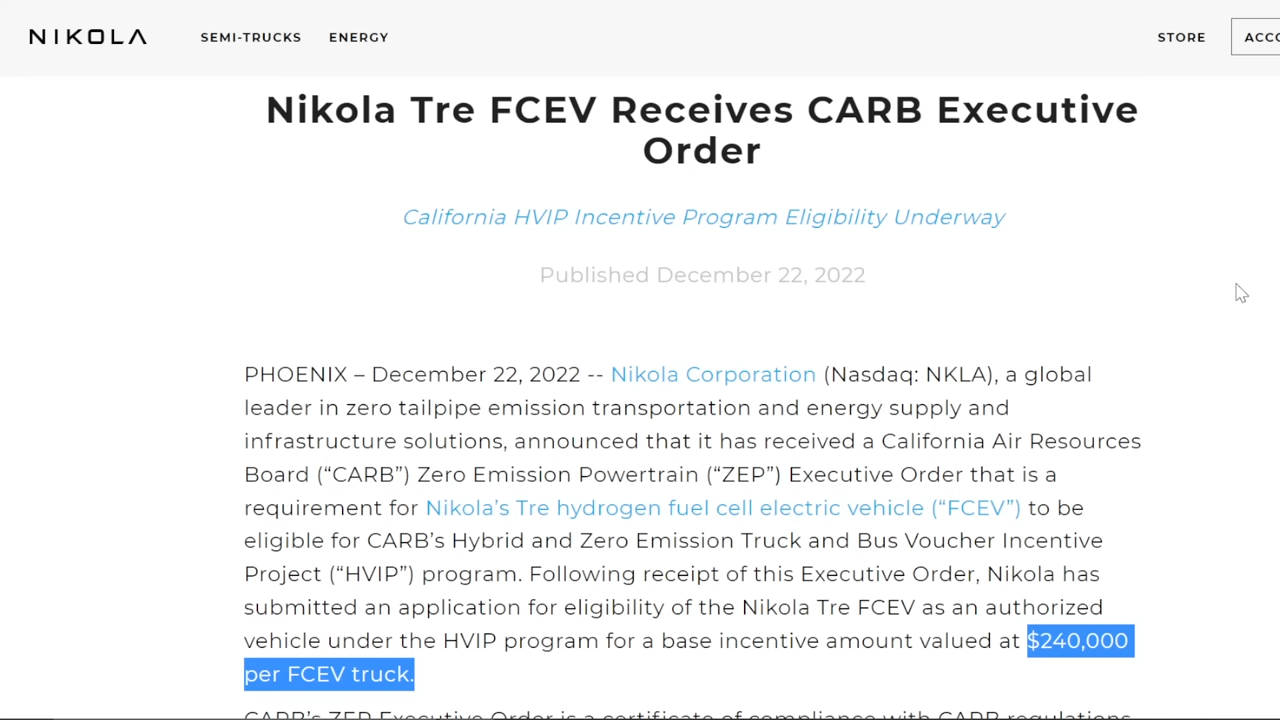 NIKOLA
SEMI-TRUCKS
ENERGY
STORE
Nikola Tre FCEV Receives CARB Executive
Order
California HVIP Incentive Program Eligibility Underway
Published December 22, 2022
PHOENIX – December 22, 2022 -- Nikola Corporation (Nasdaq: NKLA), a global
leader in zero tailpipe emission transportation and energy supply and
infrastructure solutions, announced that it has received a California Air Resources
Board (“CARB”) Zero Emission Powertrain (“ZEP”) Executive Order that is a
requirement for Nikola’s Tre hydrogen fuel cell electric vehicle (“FCEV”) to be
eligible for CARB’s Hybrid and Zero Emission Truck and Bus Voucher Incentive
Project (“HVIP”) program. Following receipt of this Executive Order, Nikola has
submitted an application for eligibility of the Nikola Tre FCEV as an authorized
vehicle under the HVIP program for a base incentive amount valued at $240,000
per FCEV truck.
CARB’s ZEP Executive Order is a certificate of compliance with CARB regulations